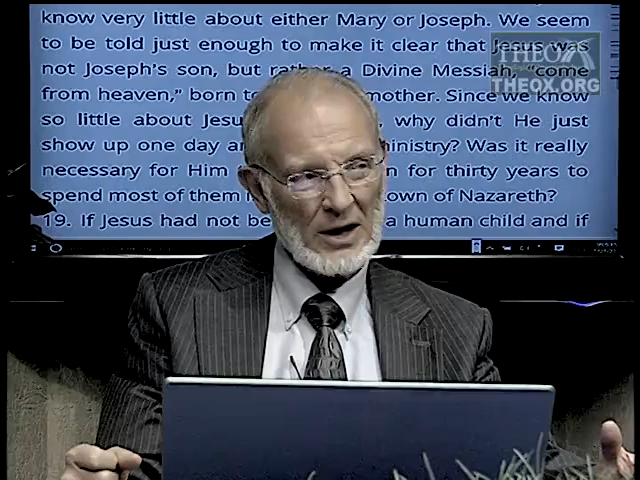 know very little about either Mary or Joseph. We seem
to be told just enough to make it clear that Jesus was
not Joseph's son, but rather a Divine Messiah, "come
from heaven," born to mother. Since we know
so little about Jesus , why didn't He just
show up one day ministry? Was it really
necessary for Him for thirty years to
spend most of them town of Nazareth?
19. If Jesus had not a human child and if
THEOX
THEOX.ORG